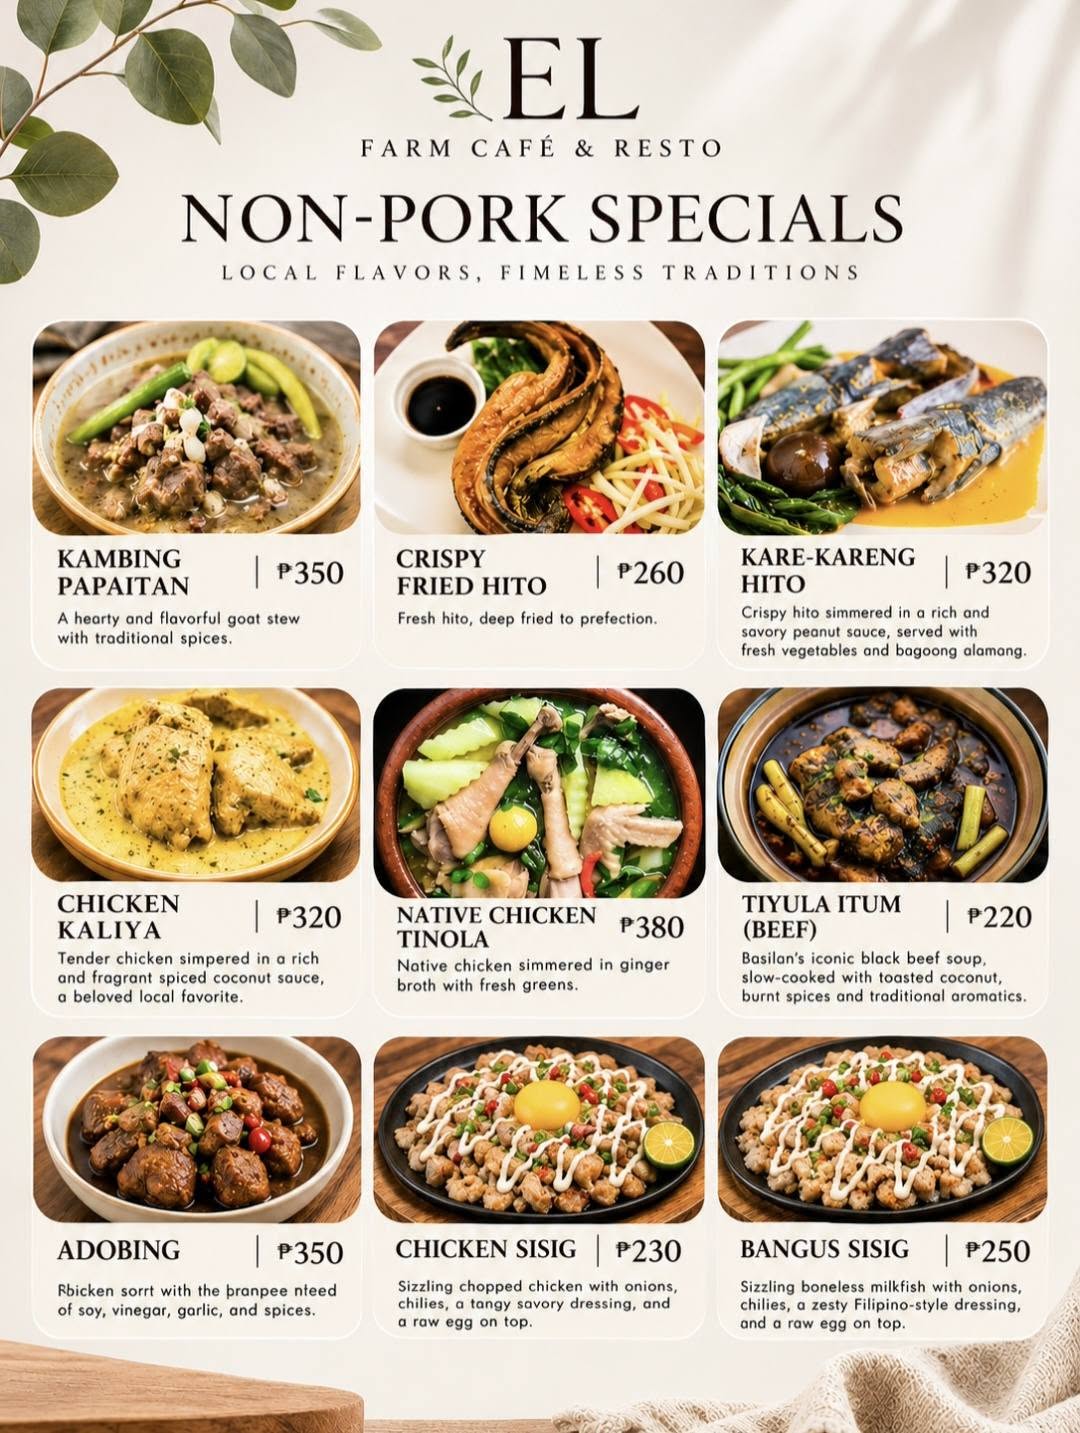 EL
FARM CAFÉ & RESTO
NON-PORK SPECIALS
LOCAL FLAVORS, FIMELESS TRADITIONS
KAMBING
PAPAITAN
₱350
A hearty and flavorful goat stew
with traditional spices.
CRISPY
FRIED HITO
₱260
Fresh hito, deep fried to prefection.
KARE-KARENG
HITO
₱320
Crispy hito simmered in a rich and
savory peanut sauce, served with
fresh vegetables and bagoong alamang.
CHICKEN
KALIYA
₱320
Tender chicken simpered in a rich
and fragrant spiced coconut sauce,
a beloved local favorite.
NATIVE CHICKEN
TINOLA
₱380
Native chicken simmered in ginger
broth with fresh greens.
TIYULA ITUM
(BEEF)
₱220
Basilan's iconic black beef soup,
slow-cooked with toasted coconut,
burnt spices and traditional aromatics.
ADOBING
₱350
Rbicken sorrt with the þranpee nteed
of soy, vinegar, garlic, and spices.
CHICKEN SISIG
₱230
Sizzling chopped chicken with onions,
chilies, a tangy savory dressing, and
a raw egg on top.
BANGUS SISIG
₱250
Sizzling boneless milkfish with onions,
chilies, a zesty Filipino-style dressing,
and a raw egg on top.